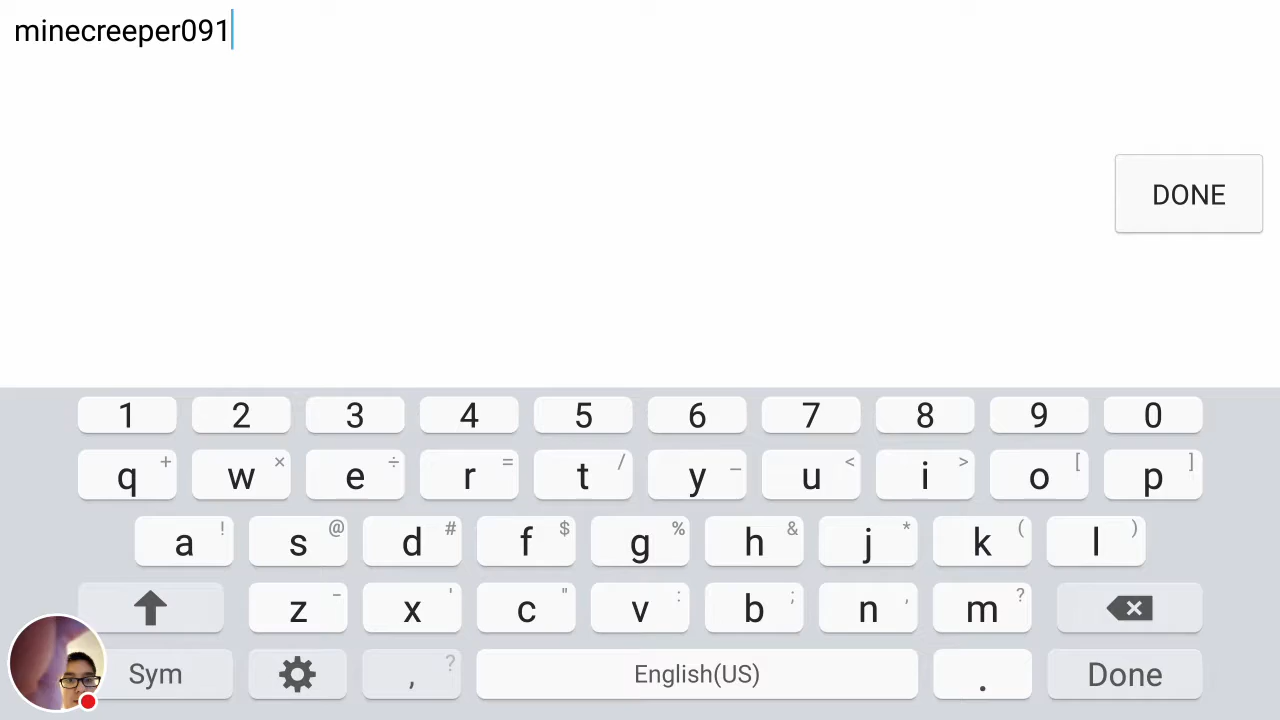 minecreeper091
DONE
1 2 3 4 5 6 7 8 9 0
q + w × e ÷ r = t / y _ u < i > o [ p ]
a ! s @ d # f $ g % h & j * k ( l )
z - x ' c " v : b ; n , m ?
Sym , ? English(US) . Done